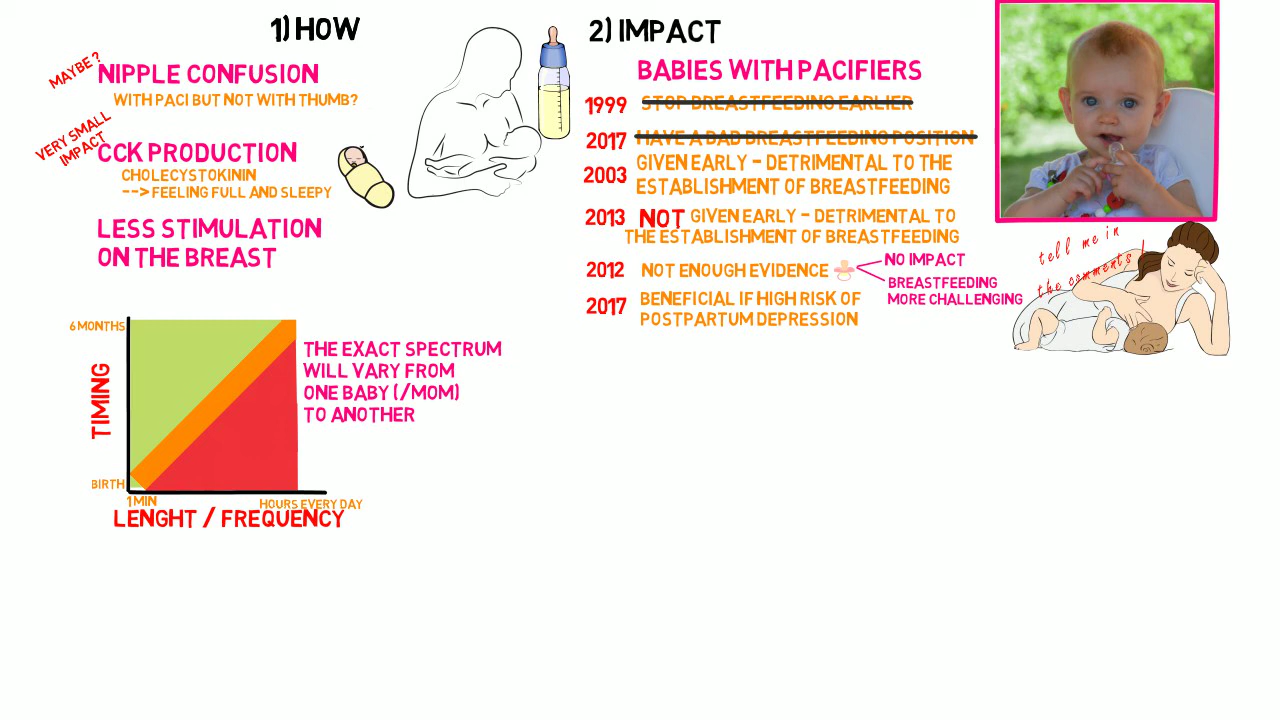 1) HOW
MAYBE ?
NIPPLE CONFUSION
WITH PACI BUT NOT WITH THUMB?
VERY SMALL
IMPACT
CCK PRODUCTION
CHOLECYSTOKININ
--> FEELING FULL AND SLEEPY
LESS STIMULATION
ON THE BREAST
6 MONTHS
TIMING
BIRTH
1 MIN
HOURS EVERY DAY
LENGHT / FREQUENCY
THE EXACT SPECTRUM
WILL VARY FROM
ONE BABY (/MOM)
TO ANOTHER
2) IMPACT
BABIES WITH PACIFIERS
1999 STOP BREASTFEEDING EARLIER
2017 HAVE A BAD BREASTFEEDING POSITION
2003 GIVEN EARLY - DETRIMENTAL TO THE
ESTABLISHMENT OF BREASTFEEDING
2013 NOT GIVEN EARLY - DETRIMENTAL TO
THE ESTABLISHMENT OF BREASTFEEDING
2012 NOT ENOUGH EVIDENCE
NO IMPACT
BREASTFEEDING
MORE CHALLENGING
2017 BENEFICIAL IF HIGH RISK OF
POSTPARTUM DEPRESSION
tell me in
the comments !